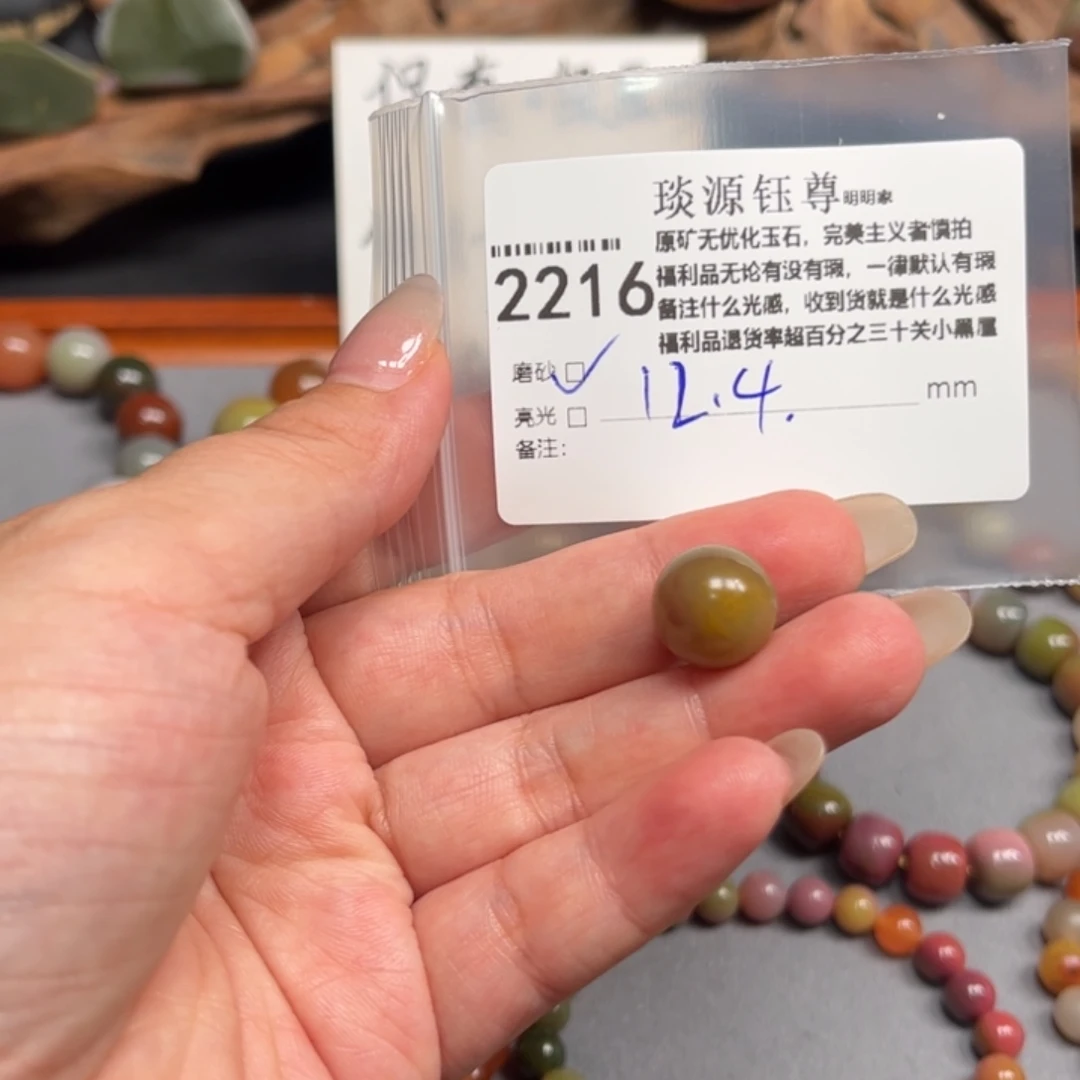 琰源钰尊明明家
原矿无优化玉石，完美主义者慎拍
2216
福利品无论有没有瑕，一律默认有瑕
备注什么光感，收到货就是什么光感
福利品退货率超百分之三十关小黑屋
磨砂☑
12.4.
mm
亮光□
备注：